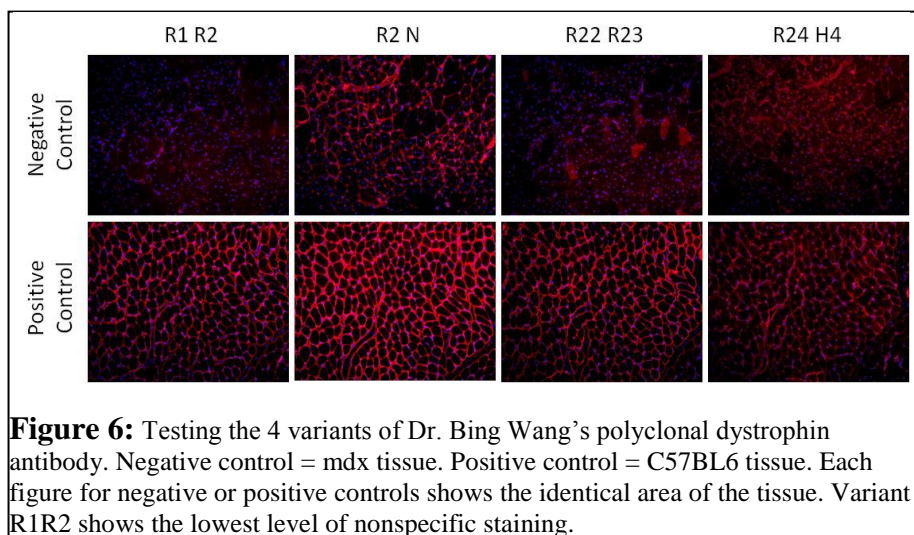 R1 R2 R2 N R22 R23 R24 H4
Negative
Control
Positive
Control
Figure 6: Testing the 4 variants of Dr. Bing Wang’s polyclonal dystrophin
antibody. Negative control = mdx tissue. Positive control = C57BL6 tissue. Each
figure for negative or positive controls shows the identical area of the tissue. Variant
R1R2 shows the lowest level of nonspecific staining.